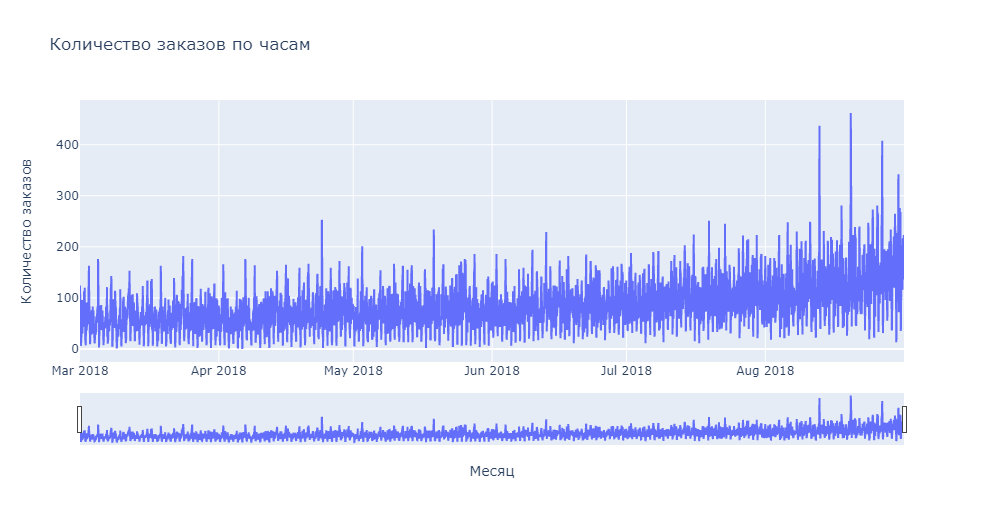 Количество заказов по часам
Количество заказов
400
300
200
100
0
Mar 2018 Apr 2018 May 2018 Jun 2018 Jul 2018 Aug 2018
Месяц